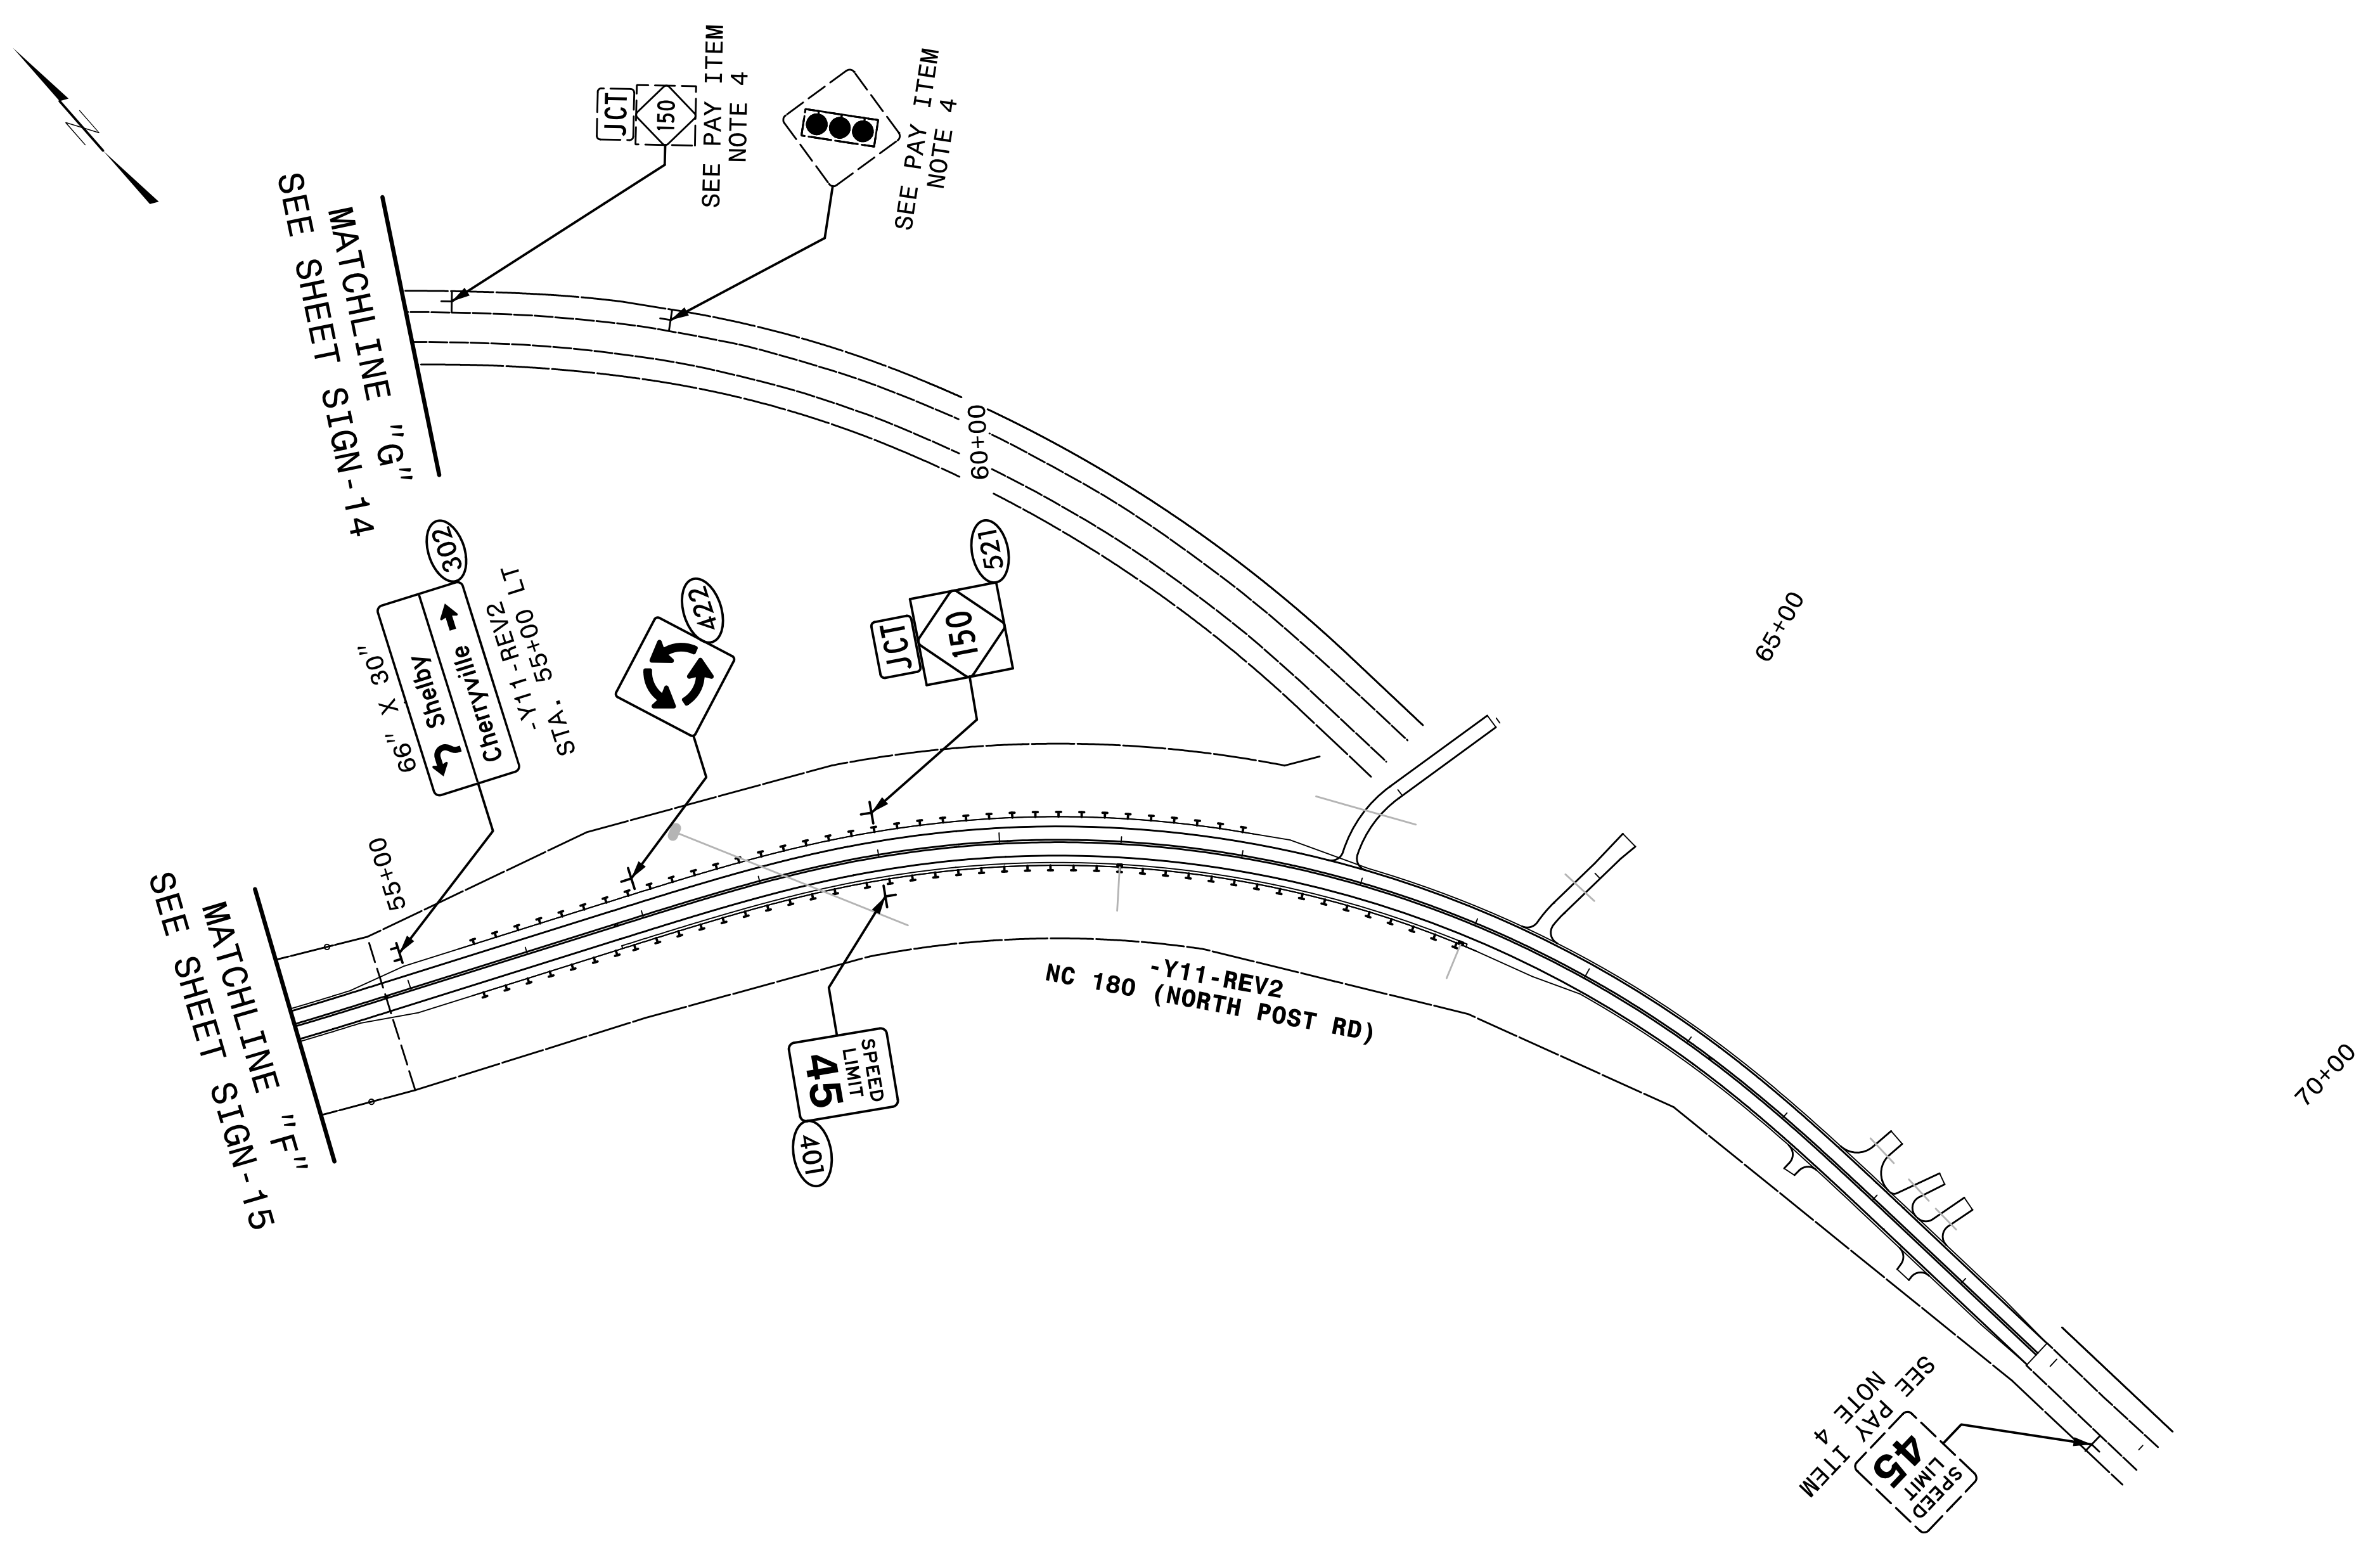 JCT
150
SEE PAY ITEM
NOTE 4
SEE PAY ITEM
NOTE 4
MATCHLINE "G"
SEE SHEET SIGN-14
60+00
302
66" X 30"
Shelby
Cherryville
-Y11-REV2
STA. 55+00 LT
422
521
JCT
150
65+00
55+00
MATCHLINE "F"
SEE SHEET SIGN-15
-Y11-REV2
NC 180 (NORTH POST RD)
SPEED
LIMIT
45
401
70+00
SEE PAY ITEM
NOTE 4
SPEED
LIMIT
45